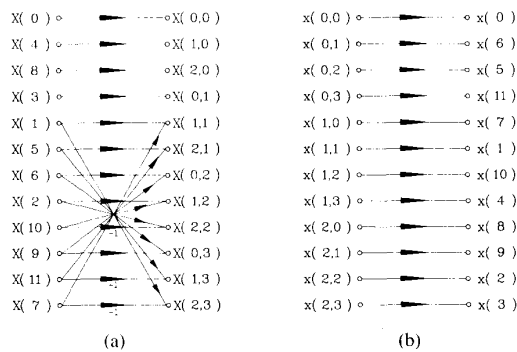 X( 0 ) X( 0,0 ) x( 0,0 ) x( 0 )
X( 4 ) X( 1,0 ) x( 0,1 ) x( 6 )
X( 8 ) X( 2,0 ) x( 0,2 ) x( 5 )
X( 3 ) X( 0,1 ) x( 0,3 ) x( 11 )
X( 1 ) X( 1,1 ) x( 1,0 ) x( 7 )
X( 5 ) X( 2,1 ) x( 1,1 ) x( 1 )
X( 6 ) X( 0,2 ) x( 1,2 ) x( 10 )
X( 2 ) X( 1,2 ) x( 1,3 ) x( 4 )
X( 10 ) -1 X( 2,2 ) x( 2,0 ) x( 8 )
X( 9 ) X( 0,3 ) x( 2,1 ) x( 9 )
X( 11 ) X( 1,3 ) x( 2,2 ) x( 2 )
-1
X( 7 ) X( 2,3 ) x( 2,3 ) x( 3 )
(a) (b)